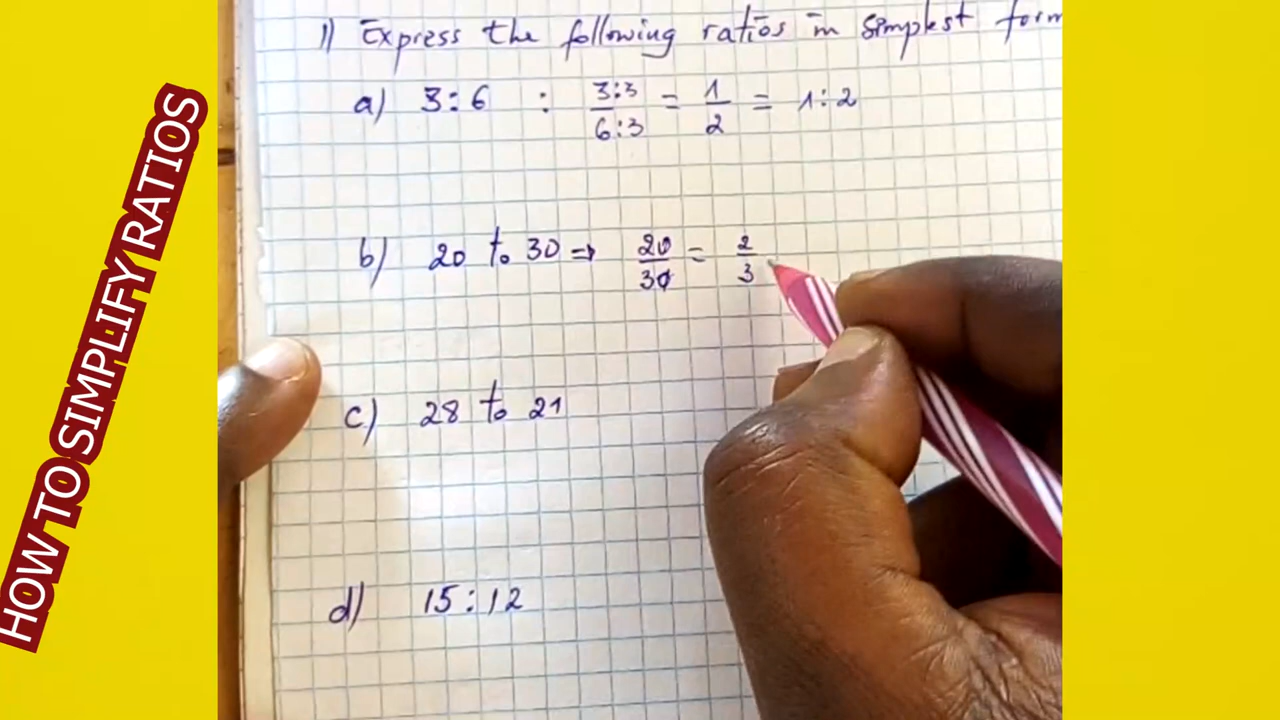 HOW TO SIMPLIFY RATIOS
1) Express the following ratios in simplest form
a) 3:6 : 3:3/6:3 = 1/2 = 1:2
b) 20 to 30 ⇒ 20/30 = 2/3
c) 28 to 21
d) 15:12